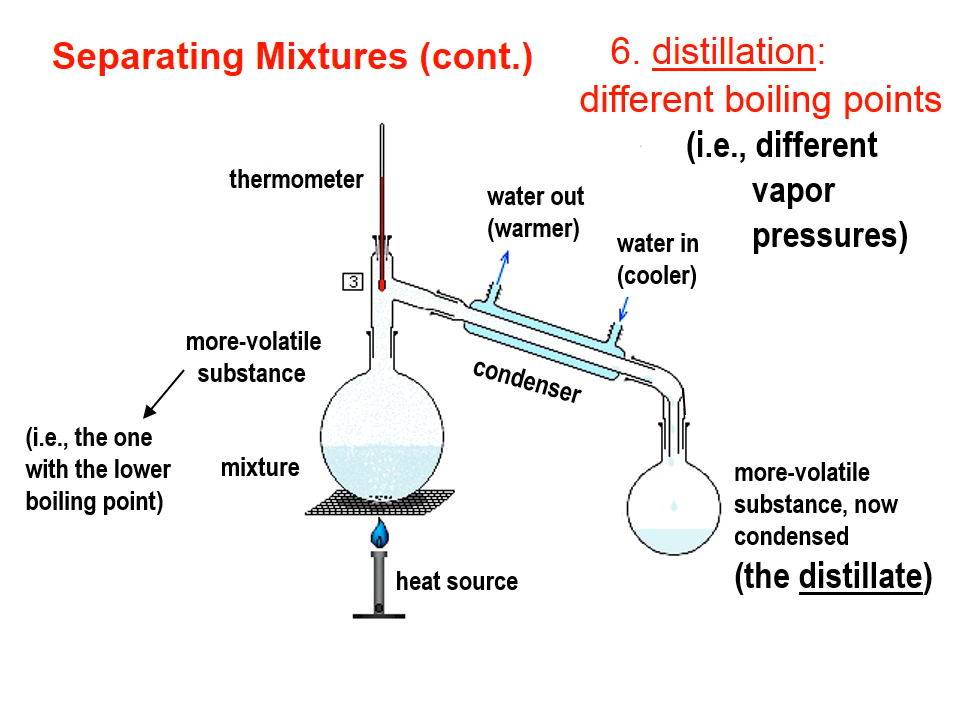 Separating Mixtures (cont.)
6. distillation:
different boiling points
(i.e., different
vapor
pressures)
thermometer
water out
(warmer)
water in
(cooler)
3
more-volatile
substance
condenser
(i.e., the one
with the lower
boiling point)
mixture
more-volatile
substance, now
condensed
(the distillate)
heat source